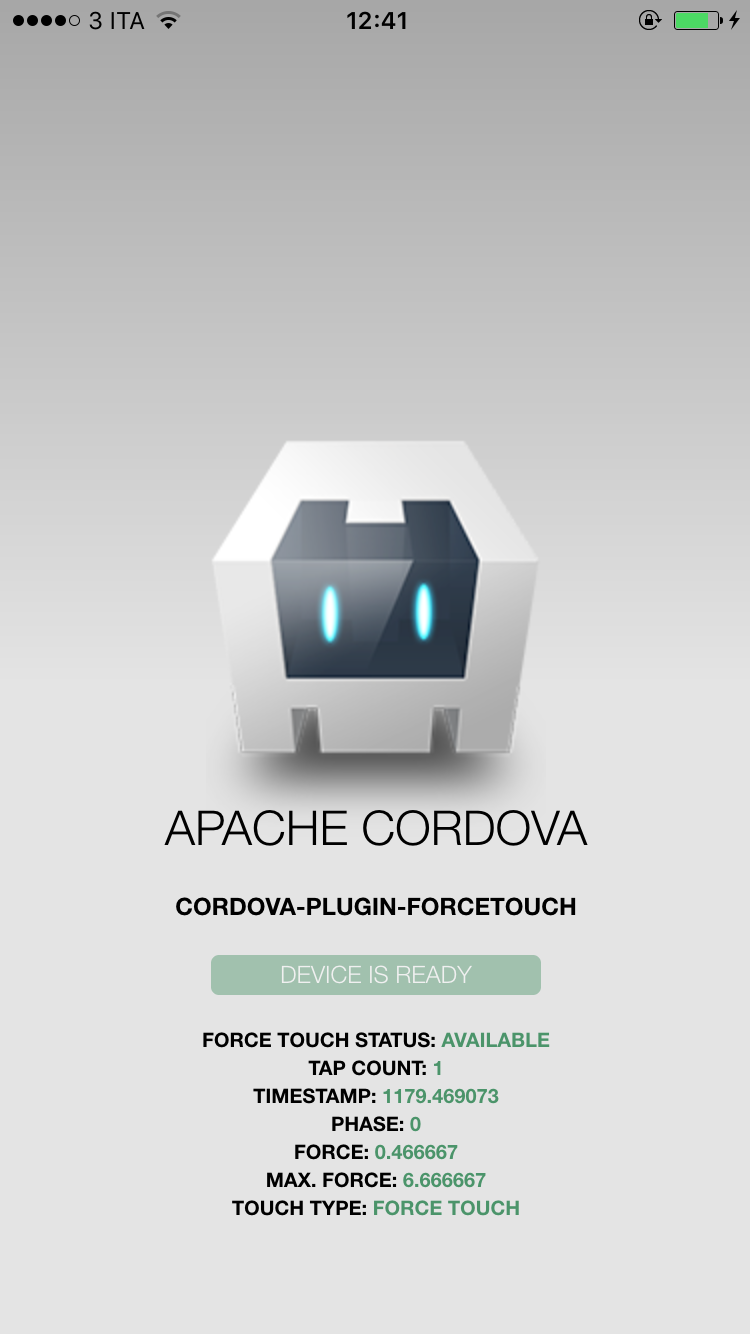 3 ITA 12:41
APACHE CORDOVA
CORDOVA-PLUGIN-FORCETOUCH
DEVICE IS READY
FORCE TOUCH STATUS: AVAILABLE
TAP COUNT: 1
TIMESTAMP: 1179.469073
PHASE: 0
FORCE: 0.466667
MAX. FORCE: 6.666667
TOUCH TYPE: FORCE TOUCH